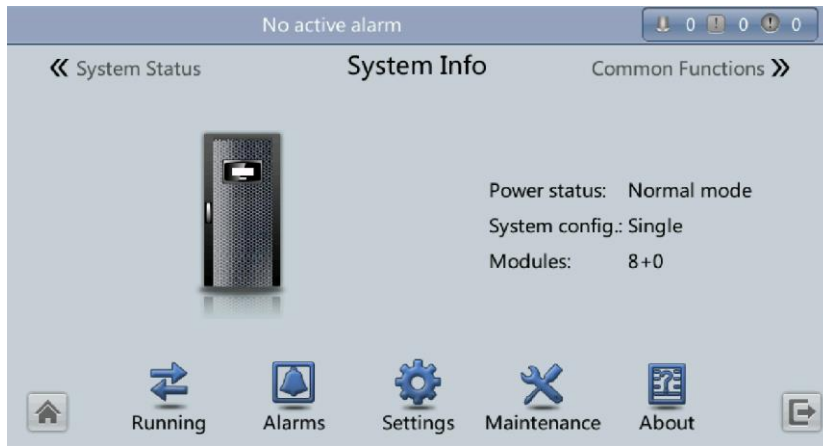 No active alarm 0 0 0
« System Status System Info Common Functions »
Power status: Normal mode
System config.: Single
Modules: 8+0
Running Alarms Settings Maintenance About